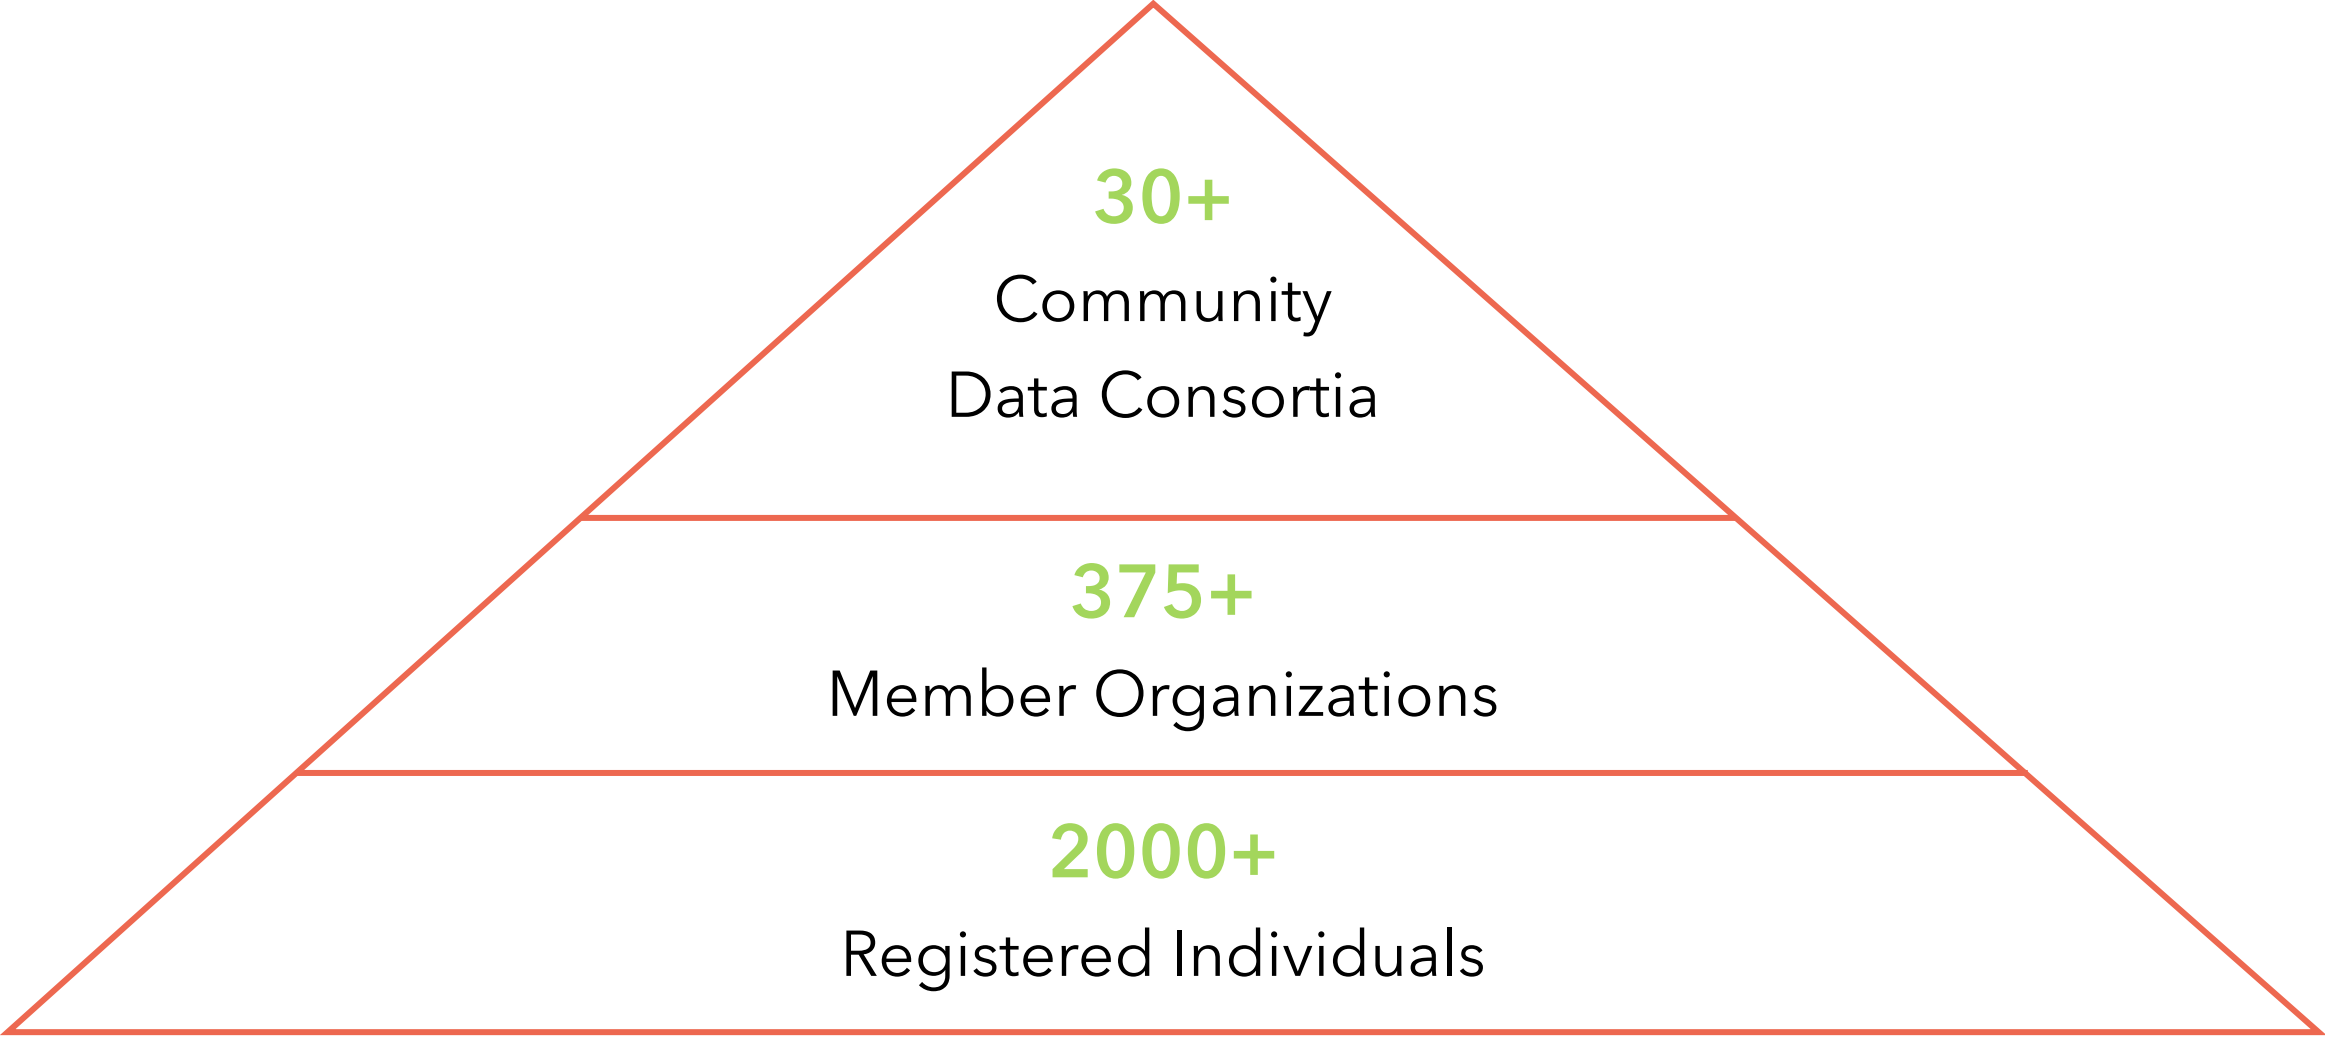 30+
Community
Data Consortia
375+
Member Organizations
2000+
Registered Individuals